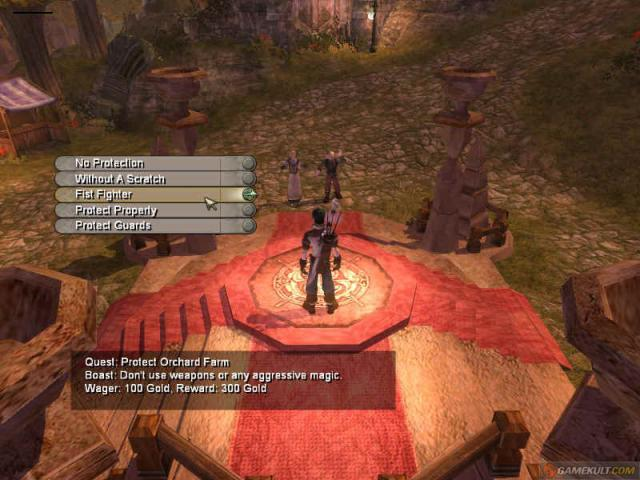 No Protection
Without A Scratch
Fist Fighter
Protect Property
Protect Guards
Quest: Protect Orchard Farm
Boast: Don't use weapons or any aggressive magic.
Wager: 100 Gold, Reward: 300 Gold
GAMEKULT.COM